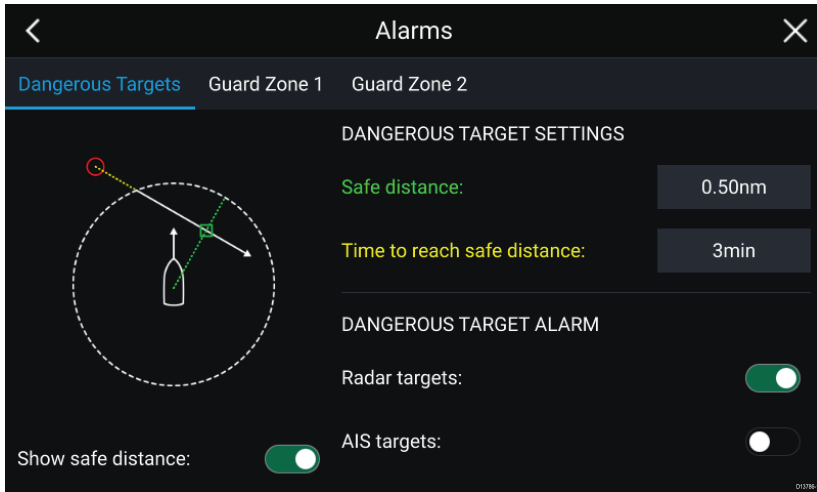 Alarms
Dangerous Targets Guard Zone 1 Guard Zone 2
DANGEROUS TARGET SETTINGS
Safe distance: 0.50nm
Time to reach safe distance: 3min
DANGEROUS TARGET ALARM
Radar targets:
AIS targets:
Show safe distance:
D13786-